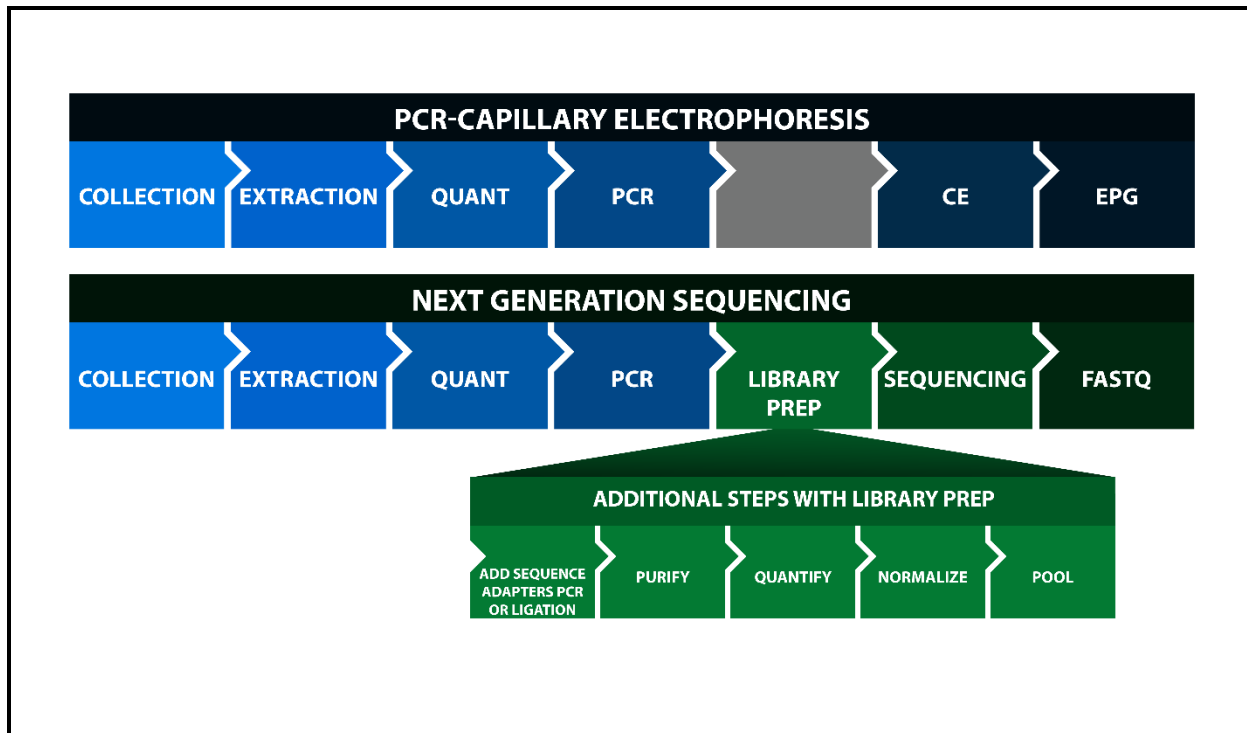 PCR-CAPILLARY ELECTROPHORESIS
COLLECTION
EXTRACTION
QUANT
PCR
CE
EPG
NEXT GENERATION SEQUENCING
COLLECTION
EXTRACTION
QUANT
PCR
LIBRARY
PREP
SEQUENCING
FASTQ
ADDITIONAL STEPS WITH LIBRARY PREP
ADD SEQUENCE
ADAPTERS PCR
OR LIGATION
PURIFY
QUANTIFY
NORMALIZE
POOL